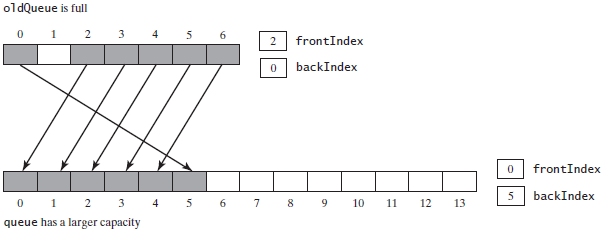 oldQueue is full
0 1 2 3 4 5 6
2 frontIndex
0 backIndex
0 frontIndex
5 backIndex
0 1 2 3 4 5 6 7 8 9 10 11 12 13
queue has a larger capacity